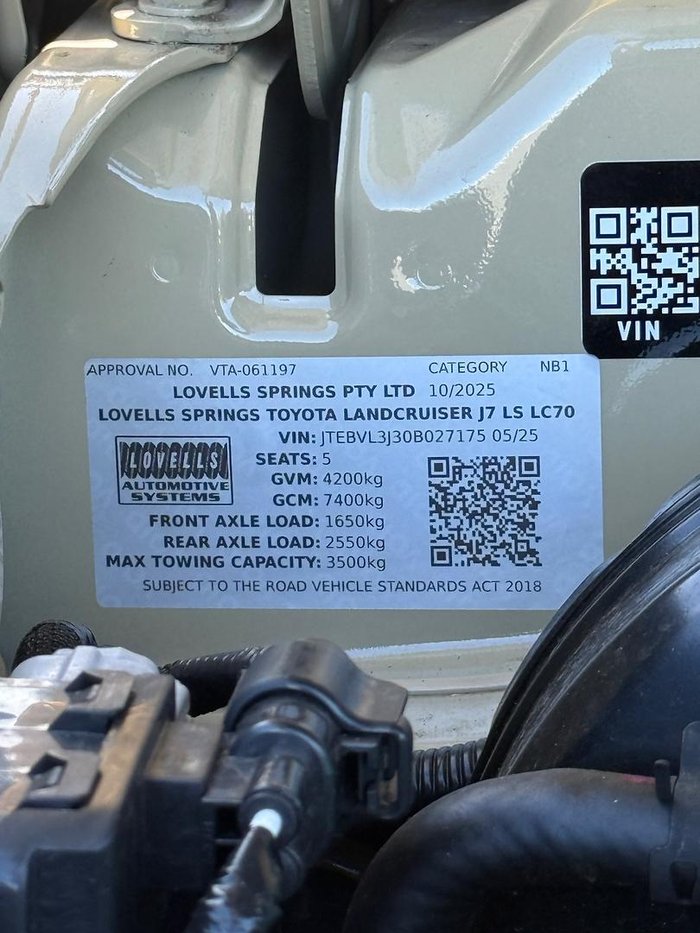 VIN
APPROVAL NO. VTA-061197 CATEGORY NB1
LOVELLS SPRINGS PTY LTD 10/2025
LOVELLS SPRINGS TOYOTA LANDCRUISER J7 LS LC70
VIN: JTEBVL3J30B027175 05/25
LOVELLS
AUTOMOTIVE
SYSTEMS
SEATS: 5
GVM: 4200kg
GCM: 7400kg
FRONT AXLE LOAD: 1650kg
REAR AXLE LOAD: 2550kg
MAX TOWING CAPACITY: 3500kg
SUBJECT TO THE ROAD VEHICLE STANDARDS ACT 2018